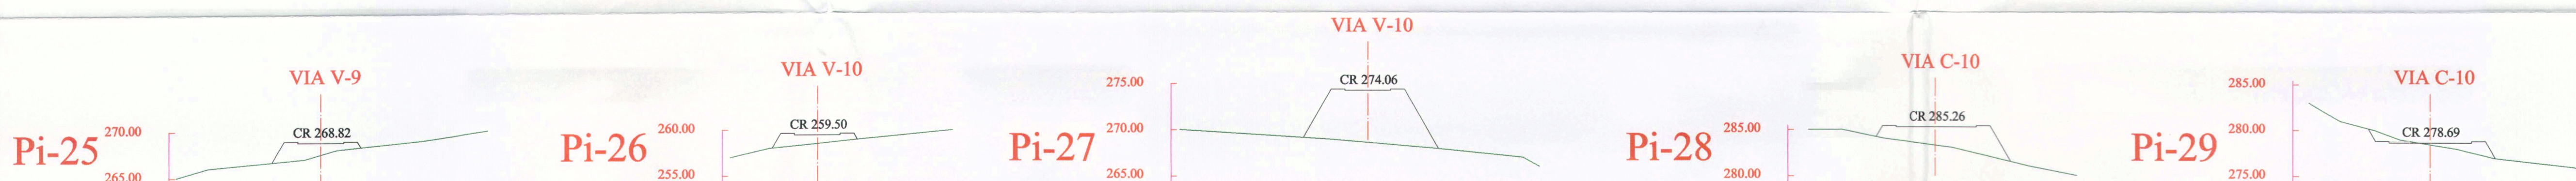 VIA V-9
270.00
CR 268.82
Pi-25
265.00
VIA V-10
260.00
CR 259.50
Pi-26
255.00
VIA V-10
275.00
CR 274.06
270.00
Pi-27
265.00
VIA C-10
CR 285.26
285.00
Pi-28
280.00
VIA C-10
285.00
280.00
CR 278.69
Pi-29
275.00